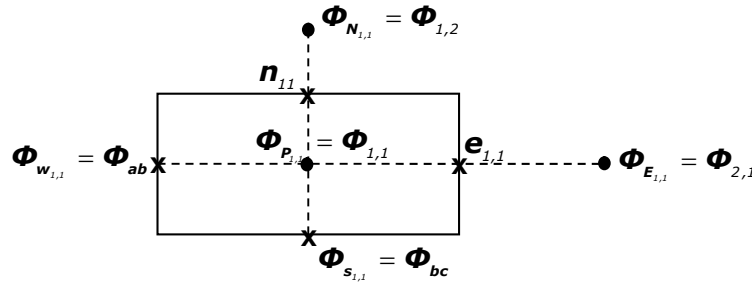 Φ_{N_{1,1}} = Φ_{1,2}
n_{11}
Φ_{P_{1,1}} = Φ_{1,1}
e_{1,1}
Φ_{w_{1,1}} = Φ_{ab}
Φ_{E_{1,1}} = Φ_{2,1}
Φ_{s_{1,1}} = Φ_{bc}